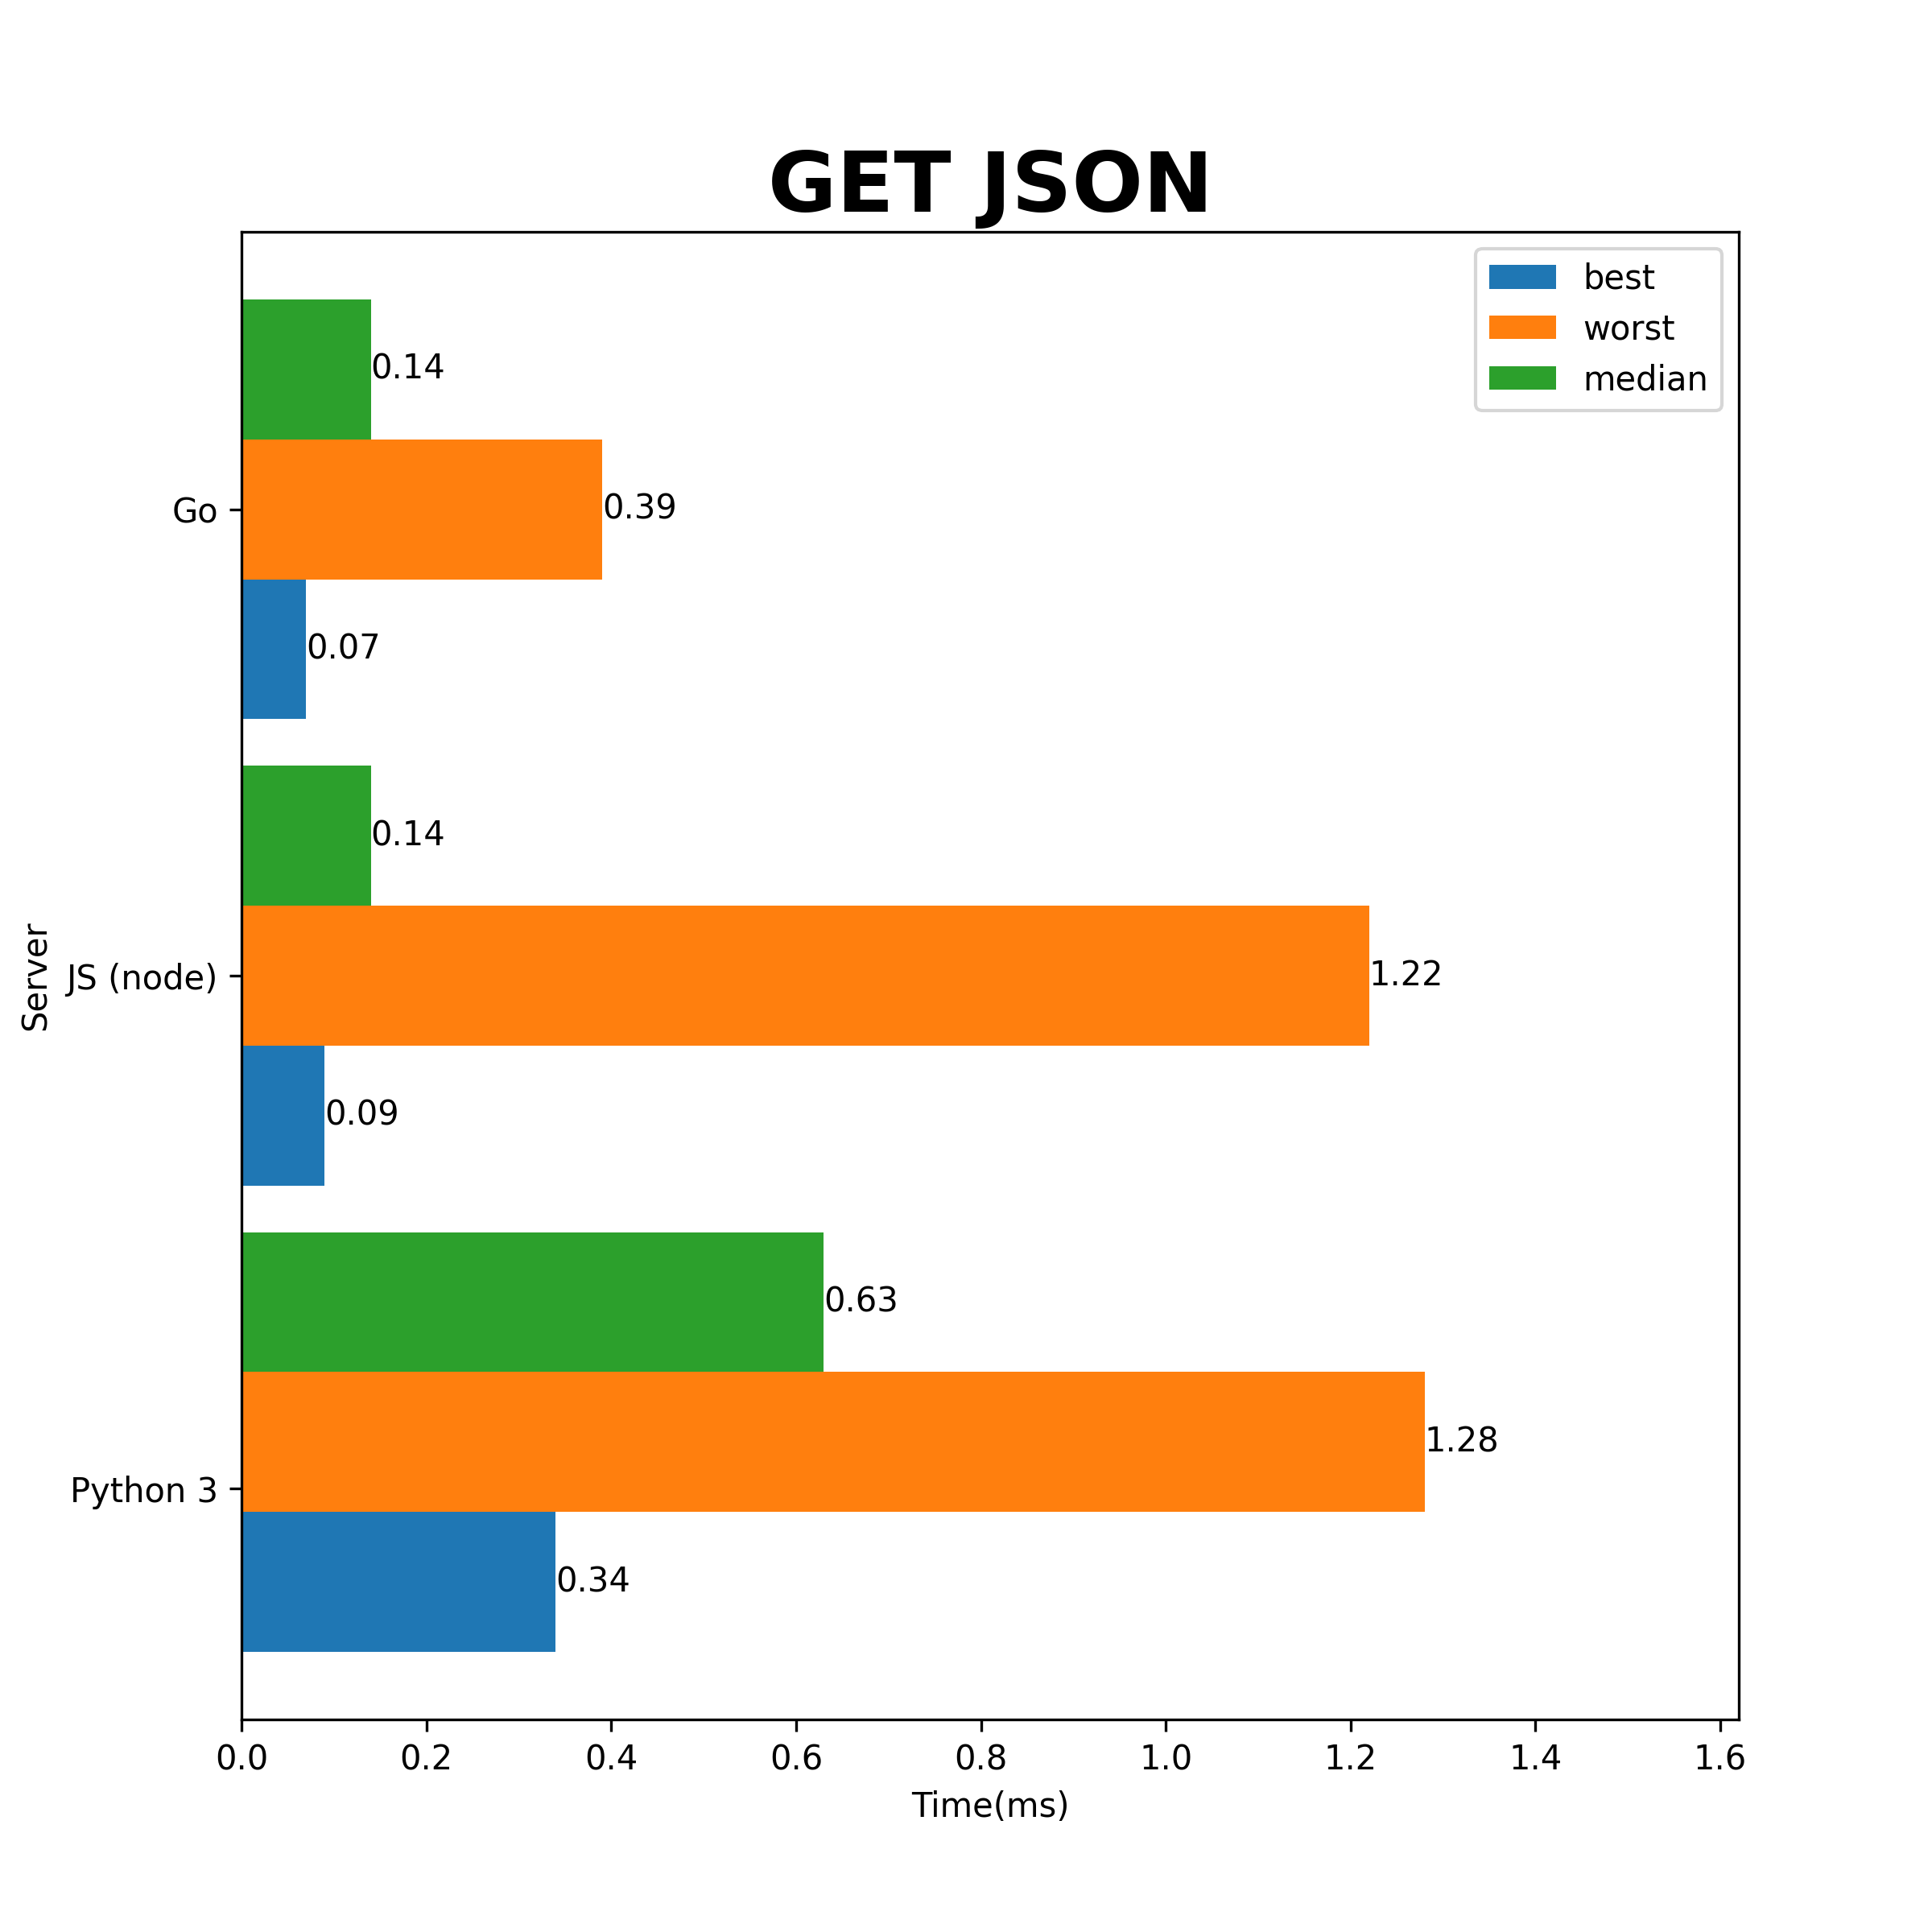 GET JSON
best
worst
median
0.14
0.39
Go
0.07
0.14
JS (node)
1.22
0.09
Server
0.63
1.28
Python 3
0.34
0.0 0.2 0.4 0.6 0.8 1.0 1.2 1.4 1.6
Time(ms)